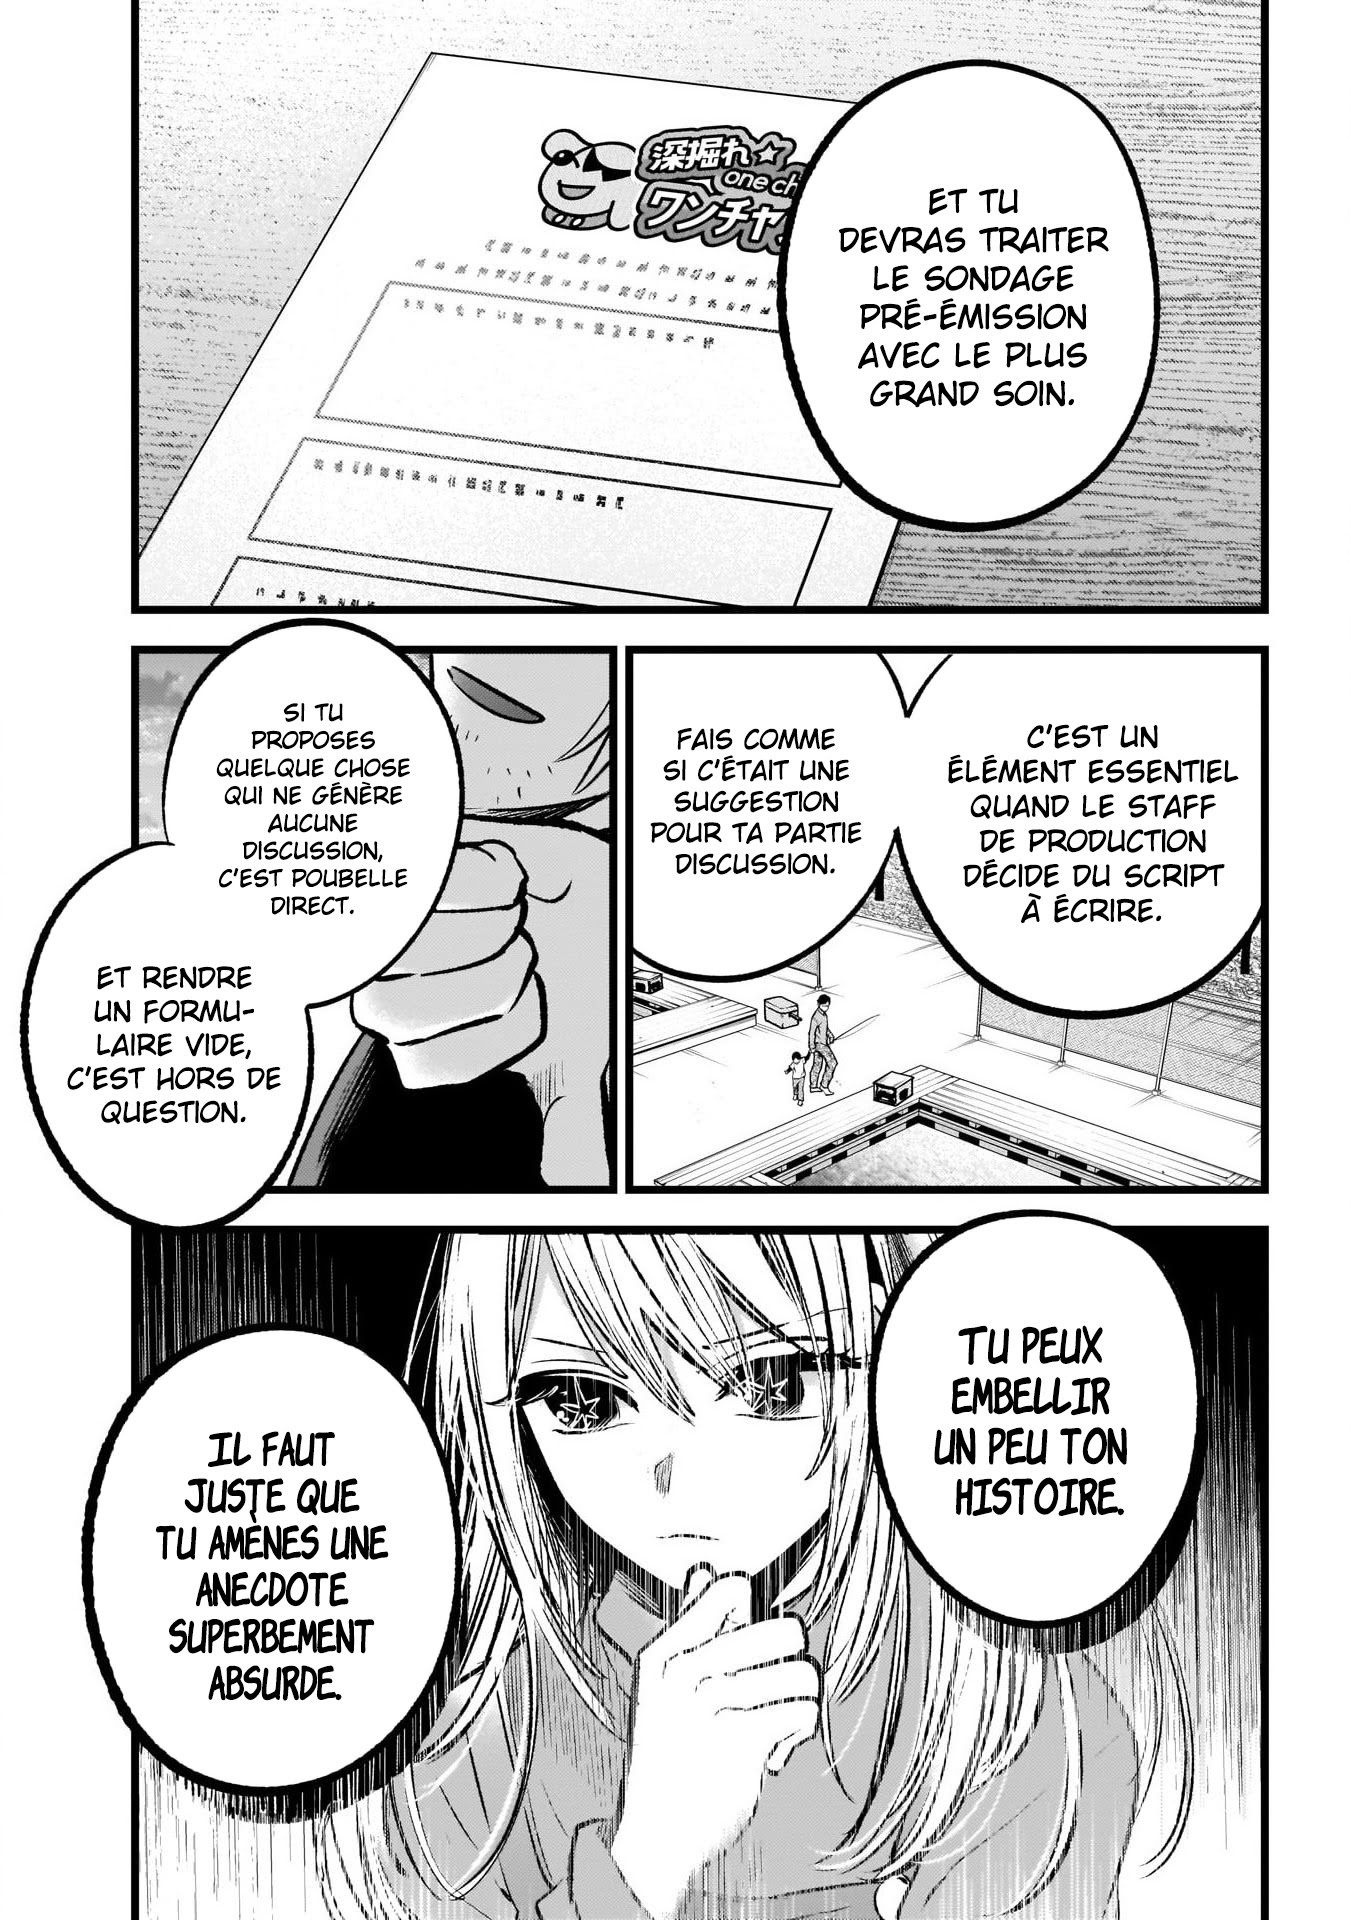 深掘れ☆
one ch
ワンチャ
ET TU
DEVRAS TRAITER
LE SONDAGE
PRÉ-ÉMISSION
AVEC LE PLUS
GRAND SOIN.
C'EST UN
ÉLÉMENT ESSENTIEL
QUAND LE STAFF
DE PRODUCTION
DÉCIDE DU SCRIPT
À ÉCRIRE.
FAIS COMME
SI C'ÉTAIT UNE
SUGGESTION
POUR TA PARTIE
DISCUSSION.
SI TU
PROPOSES
QUELQUE CHOSE
QUI NE GÉNÈRE
AUCUNE
DISCUSSION,
C'EST POUBELLE
DIRECT.
ET RENDRE
UN FORMU-
LAIRE VIDE,
C'EST HORS DE
QUESTION.
TU PEUX
EMBELLIR
UN PEU TON
HISTOIRE.
IL FAUT
JUSTE QUE
TU AMÈNES UNE
ANECDOTE
SUPERBEMENT
ABSURDE.